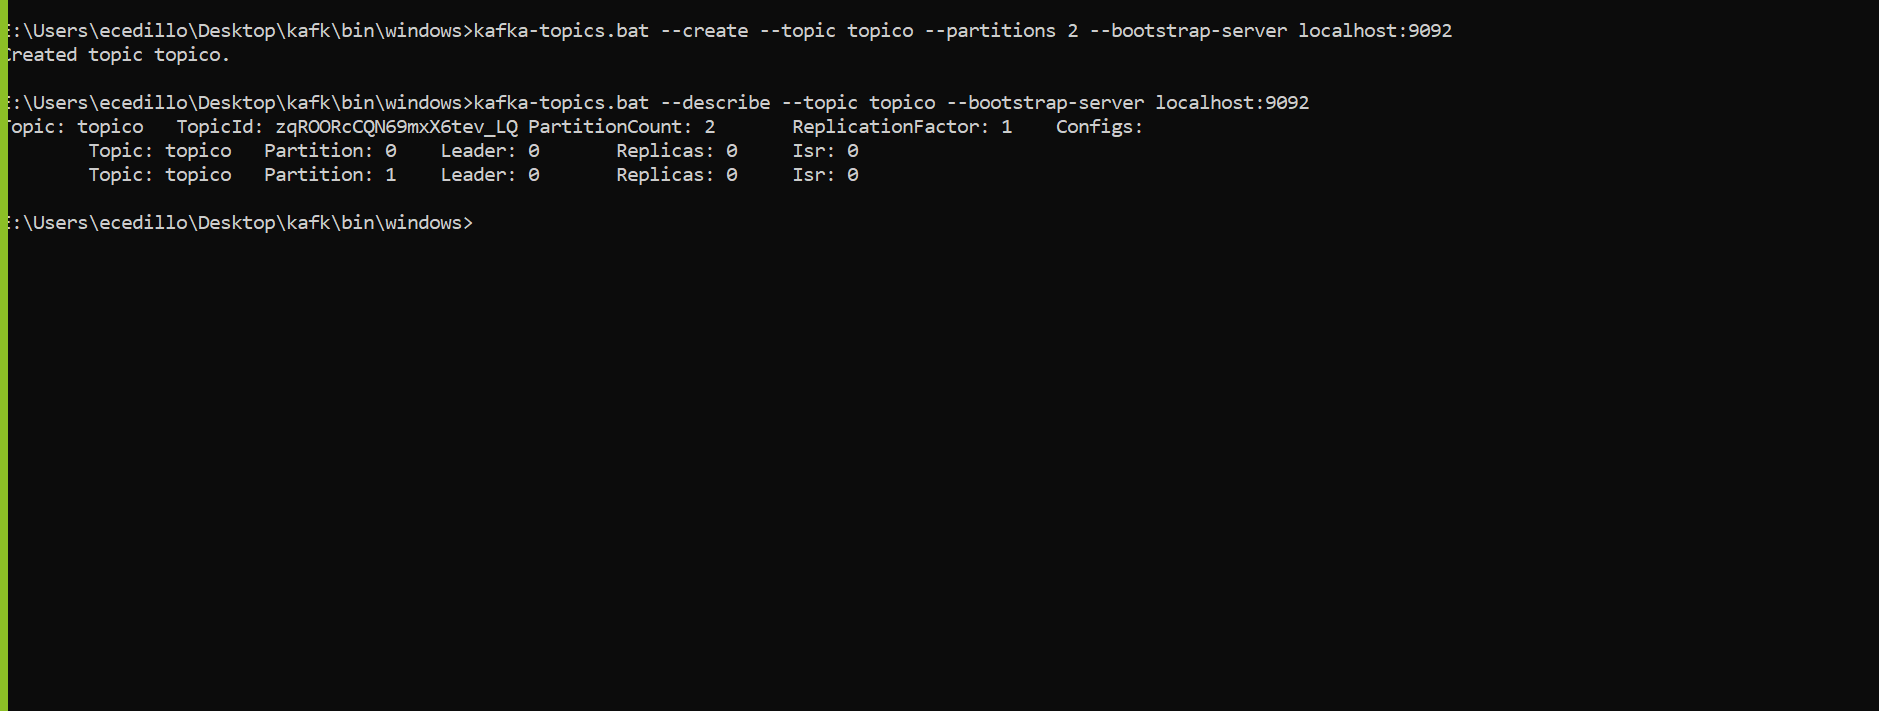 :\Users\ecedillo\Desktop\kafk\bin\windows>kafka-topics.bat --create --topic topico --partitions 2 --bootstrap-server localhost:9092
Created topic topico.
:\Users\ecedillo\Desktop\kafk\bin\windows>kafka-topics.bat --describe --topic topico --bootstrap-server localhost:9092
Topic: topico TopicId: zqROORcCQN69mxX6tev_LQ PartitionCount: 2 ReplicationFactor: 1 Configs:
Topic: topico Partition: 0 Leader: 0 Replicas: 0 Isr: 0
Topic: topico Partition: 1 Leader: 0 Replicas: 0 Isr: 0
:\Users\ecedillo\Desktop\kafk\bin\windows>